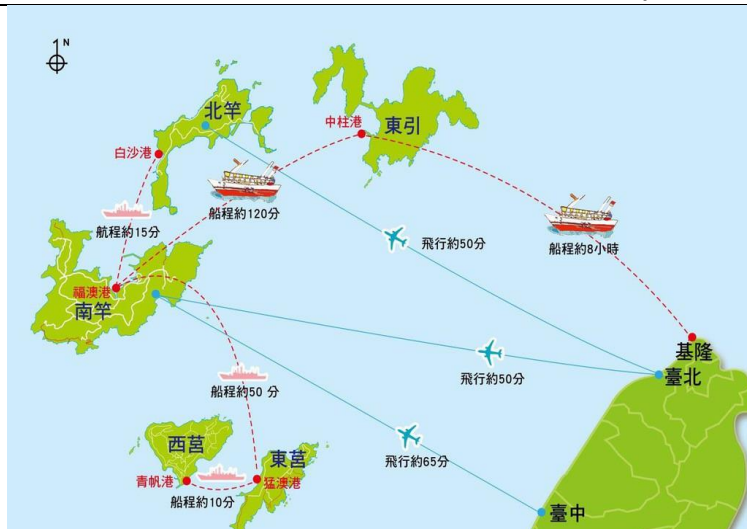 N
北竿
中柱港
東引
白沙港
船程約120分
航程約15分
飛行約50分
船程約8小時
福澳港
南竿
基隆
飛行約50分
臺北
船程約50 分
西莒
東莒
飛行約65分
青帆港
猛澳港
船程約10分
臺中